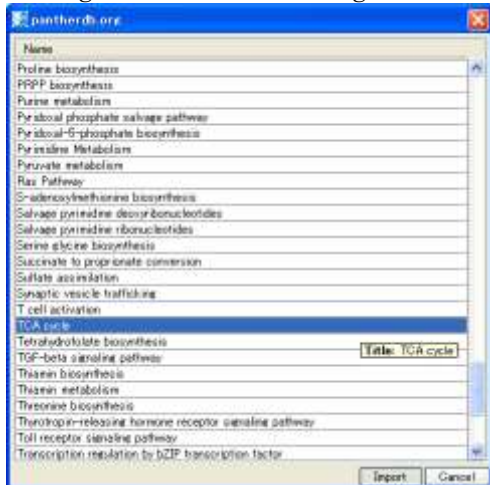 pantherdb.org
Name
Proline biosynthesis
PRPP biosynthesis
Purine metabolism
Pyridoxal phosphate salvage pathway
Pyridoxal-5-phosphate biosynthesis
Pyrimidine Metabolism
Pyruvate metabolism
Ras Pathway
S-adenosylmethionine biosynthesis
Salvage pyrimidine deoxyribonucleotides
Salvage pyrimidine ribonucleotides
Serine glycine biosynthesis
Succinate to proprionate conversion
Sulfate assimilation
Synaptic vesicle trafficking
T cell activation
TCA cycle
Tetrahydrofolate biosynthesis
Title: TCA cycle
TGF-beta signaling pathway
Thiamin biosynthesis
Thiamin metabolism
Threonine biosynthesis
Thyrotropin-releasing hormone receptor signaling pathway
Toll receptor signaling pathway
Transcription regulation by bZIP transcription factor
Import Cancel